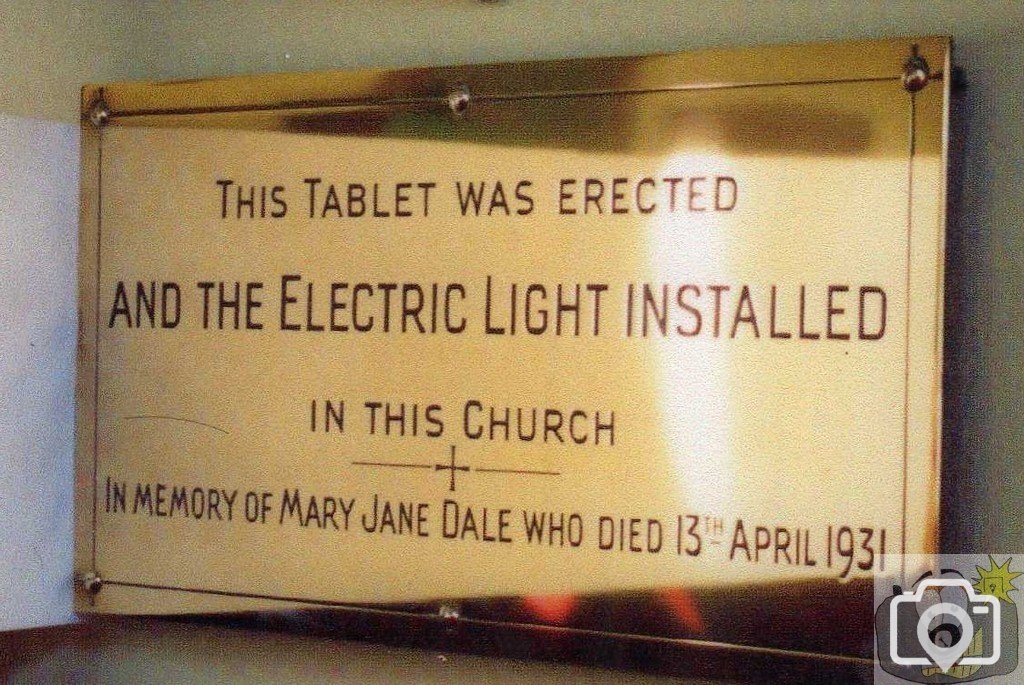 THIS TABLET WAS ERECTED
AND THE ELECTRIC LIGHT INSTALLED
IN THIS CHURCH
IN MEMORY OF MARY JANE DALE WHO DIED 13TH APRIL 1931